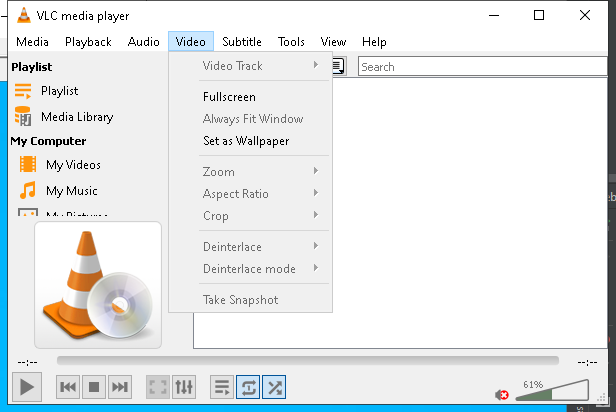 VLC media player
Media Playback Audio Video Subtitle Tools View Help
Playlist
Playlist
Media Library
My Computer
My Videos
My Music
My Pictures
Video Track
Fullscreen
Always Fit Window
Set as Wallpaper
Zoom
Aspect Ratio
Crop
Deinterlace
Deinterlace mode
Take Snapshot
Search
--:-- --:--
61%